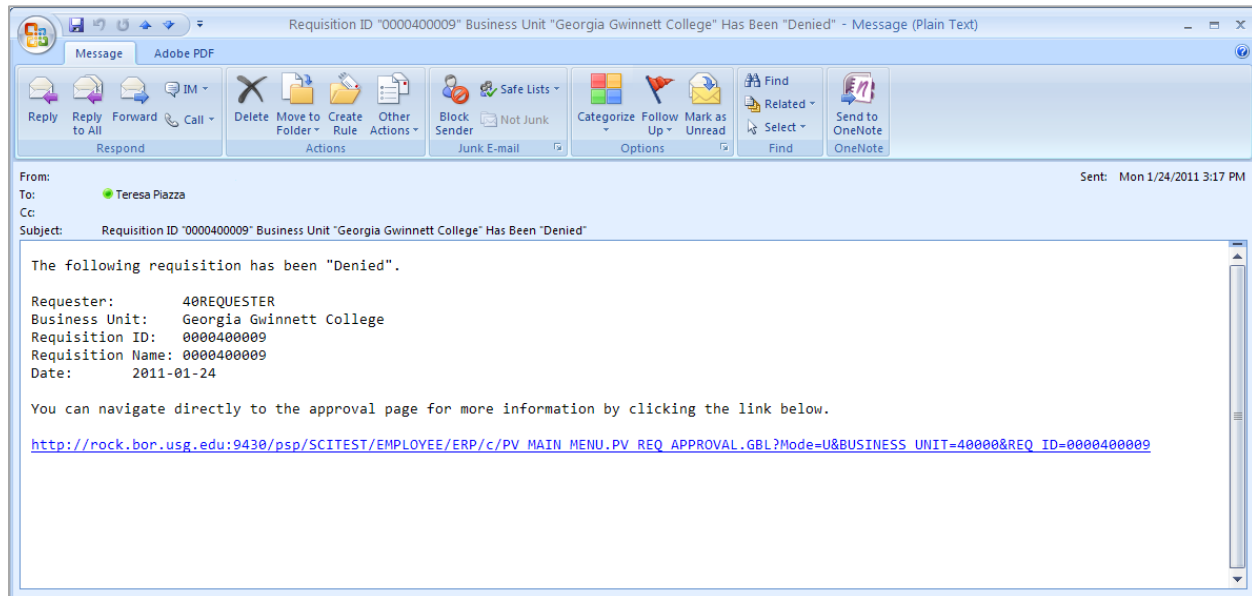 Requisition ID "0000400009" Business Unit "Georgia Gwinnett College" Has Been "Denied" - Message (Plain Text)
Message Adobe PDF
Reply Reply to All Forward IM Call
Delete Move to Folder Create Rule Other Actions
Block Sender Safe Lists Not Junk
Categorize Follow Up Mark as Unread
Find Related Select
Send to OneNote
Respond Actions Junk E-mail Options Find OneNote
From: Sent: Mon 1/24/2011 3:17 PM
To: Teresa Piazza
Cc:
Subject: Requisition ID "0000400009" Business Unit "Georgia Gwinnett College" Has Been "Denied"
The following requisition has been "Denied".
Requester: 40REQUESTER
Business Unit: Georgia Gwinnett College
Requisition ID: 0000400009
Requisition Name: 0000400009
Date: 2011-01-24
You can navigate directly to the approval page for more information by clicking the link below.
http://rock.bor.usg.edu:9430/psp/SCITEST/EMPLOYEE/ERP/c/PV_MAIN_MENU.PV_REQ_APPROVAL.GBL?Mode=U&BUSINESS_UNIT=40000&REQ_ID=0000400009